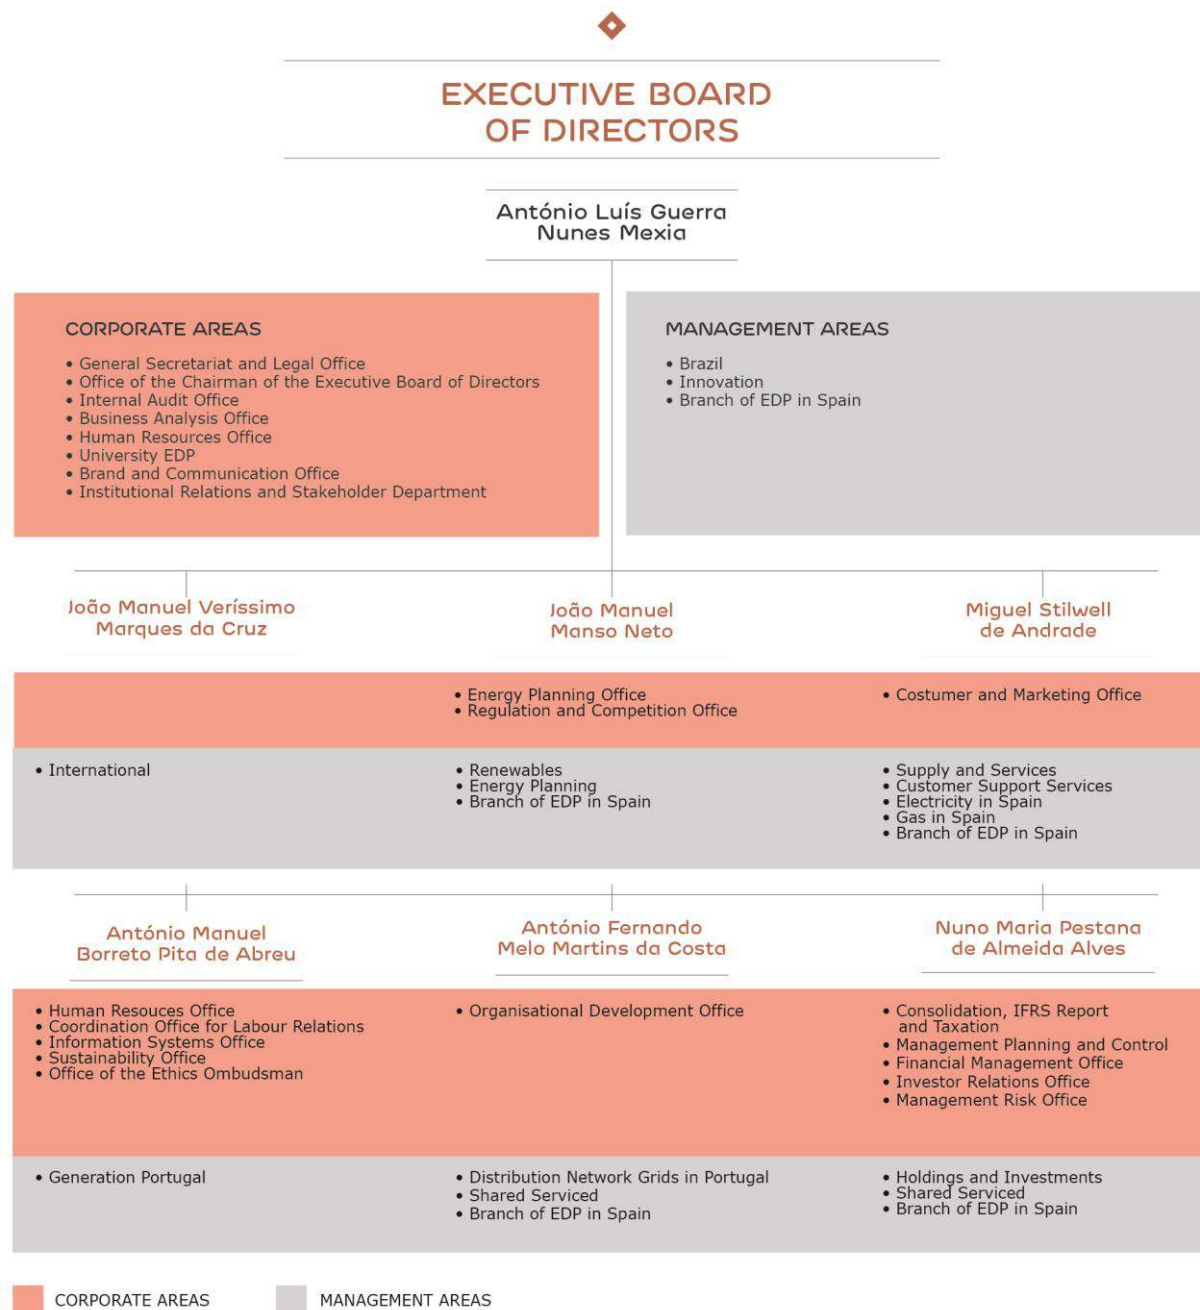 EXECUTIVE BOARD
OF DIRECTORS
António Luís Guerra
Nunes Mexia
CORPORATE AREAS
• General Secretariat and Legal Office
• Office of the Chairman of the Executive Board of Directors
• Internal Audit Office
• Business Analysis Office
• Human Resources Office
• University EDP
• Brand and Communication Office
• Institutional Relations and Stakeholder Department
MANAGEMENT AREAS
• Brazil
• Innovation
• Branch of EDP in Spain
João Manuel Veríssimo
Marques da Cruz
João Manuel
Manso Neto
Miguel Stilwell
de Andrade
• Energy Planning Office
• Regulation and Competition Office
• Costumer and Marketing Office
• International
• Renewables
• Energy Planning
• Branch of EDP in Spain
• Supply and Services
• Customer Support Services
• Electricity in Spain
• Gas in Spain
• Branch of EDP in Spain
António Manuel
Borreto Pita de Abreu
António Fernando
Melo Martins da Costa
Nuno Maria Pestana
de Almeida Alves
• Human Resouces Office
• Coordination Office for Labour Relations
• Information Systems Office
• Sustainability Office
• Office of the Ethics Ombudsman
• Organisational Development Office
• Consolidation, IFRS Report
and Taxation
• Management Planning and Control
• Financial Management Office
• Investor Relations Office
• Management Risk Office
• Generation Portugal
• Distribution Network Grids in Portugal
• Shared Serviced
• Branch of EDP in Spain
• Holdings and Investments
• Shared Serviced
• Branch of EDP in Spain
CORPORATE AREAS
MANAGEMENT AREAS